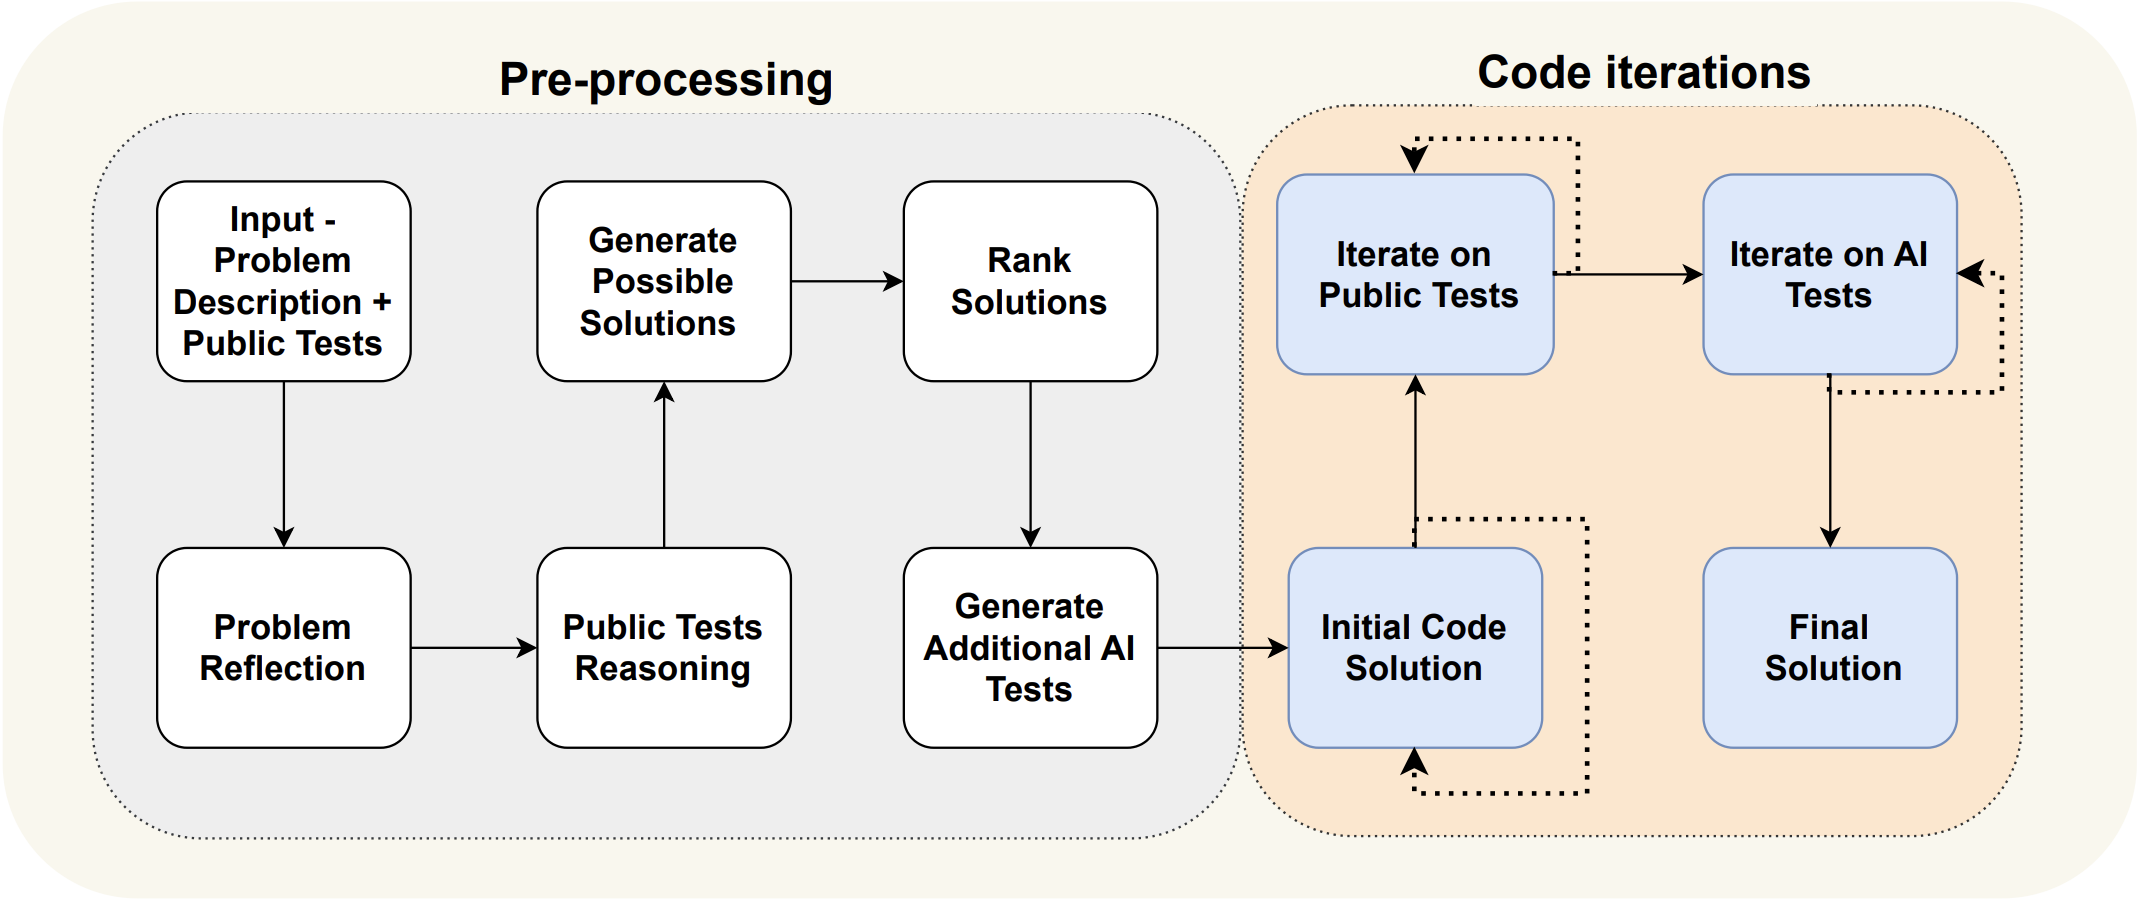 Pre-processing
Input -
Problem
Description +
Public Tests
Problem
Reflection
Public Tests
Reasoning
Generate
Possible
Solutions
Rank
Solutions
Generate
Additional AI
Tests
Code iterations
Initial Code
Solution
Iterate on
Public Tests
Iterate on AI
Tests
Final
Solution